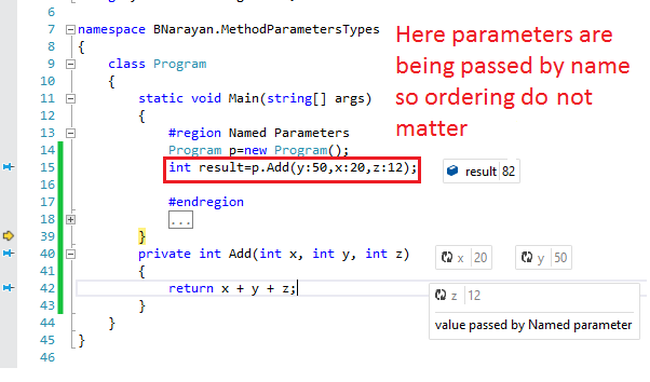 6
7 namespace BNarayan.MethodParametersTypes
8 {
9 class Program
10 {
11 static void Main(string[] args)
12 {
13 #region Named Parameters
14 Program p=new Program();
15 int result=p.Add(y:50,x:20,z:12);
result 82
17 #endregion
18 ...
39 }
40 private int Add(int x, int y, int z)
x 20
y 50
41 {
42 return x + y + z;
z 12
value passed by Named parameter
43 }
44 }
45 }
46
Here parameters are
being passed by name
so ordering do not
matter